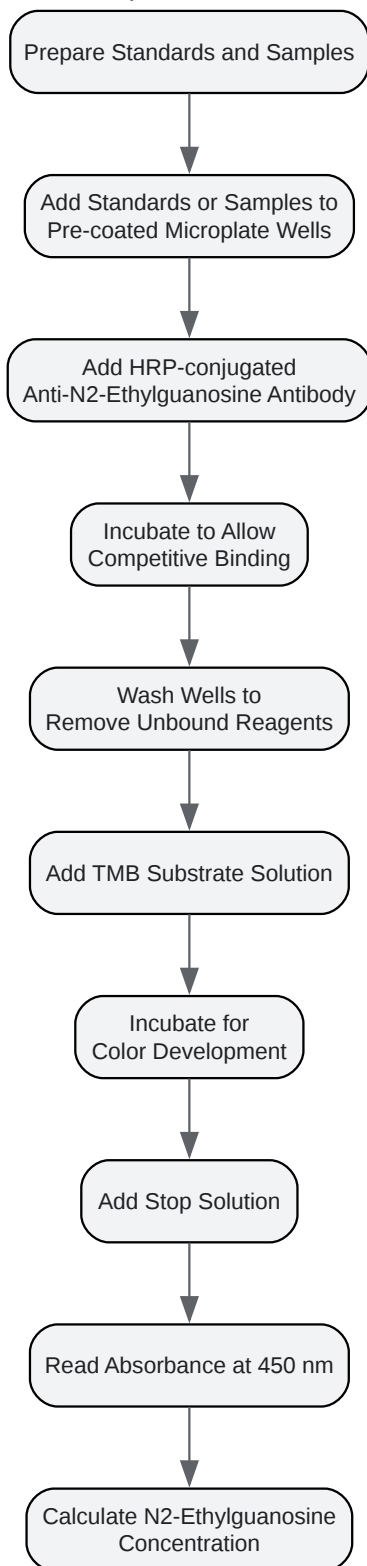 Prepare Standards and Samples
Add Standards or Samples to
Pre-coated Microplate Wells
Add HRP-conjugated
Anti-N2-Ethylguanosine Antibody
Incubate to Allow
Competitive Binding
Wash Wells to
Remove Unbound Reagents
Add TMB Substrate Solution
Incubate for
Color Development
Add Stop Solution
Read Absorbance at 450 nm
Calculate N2-Ethylguanosine
Concentration